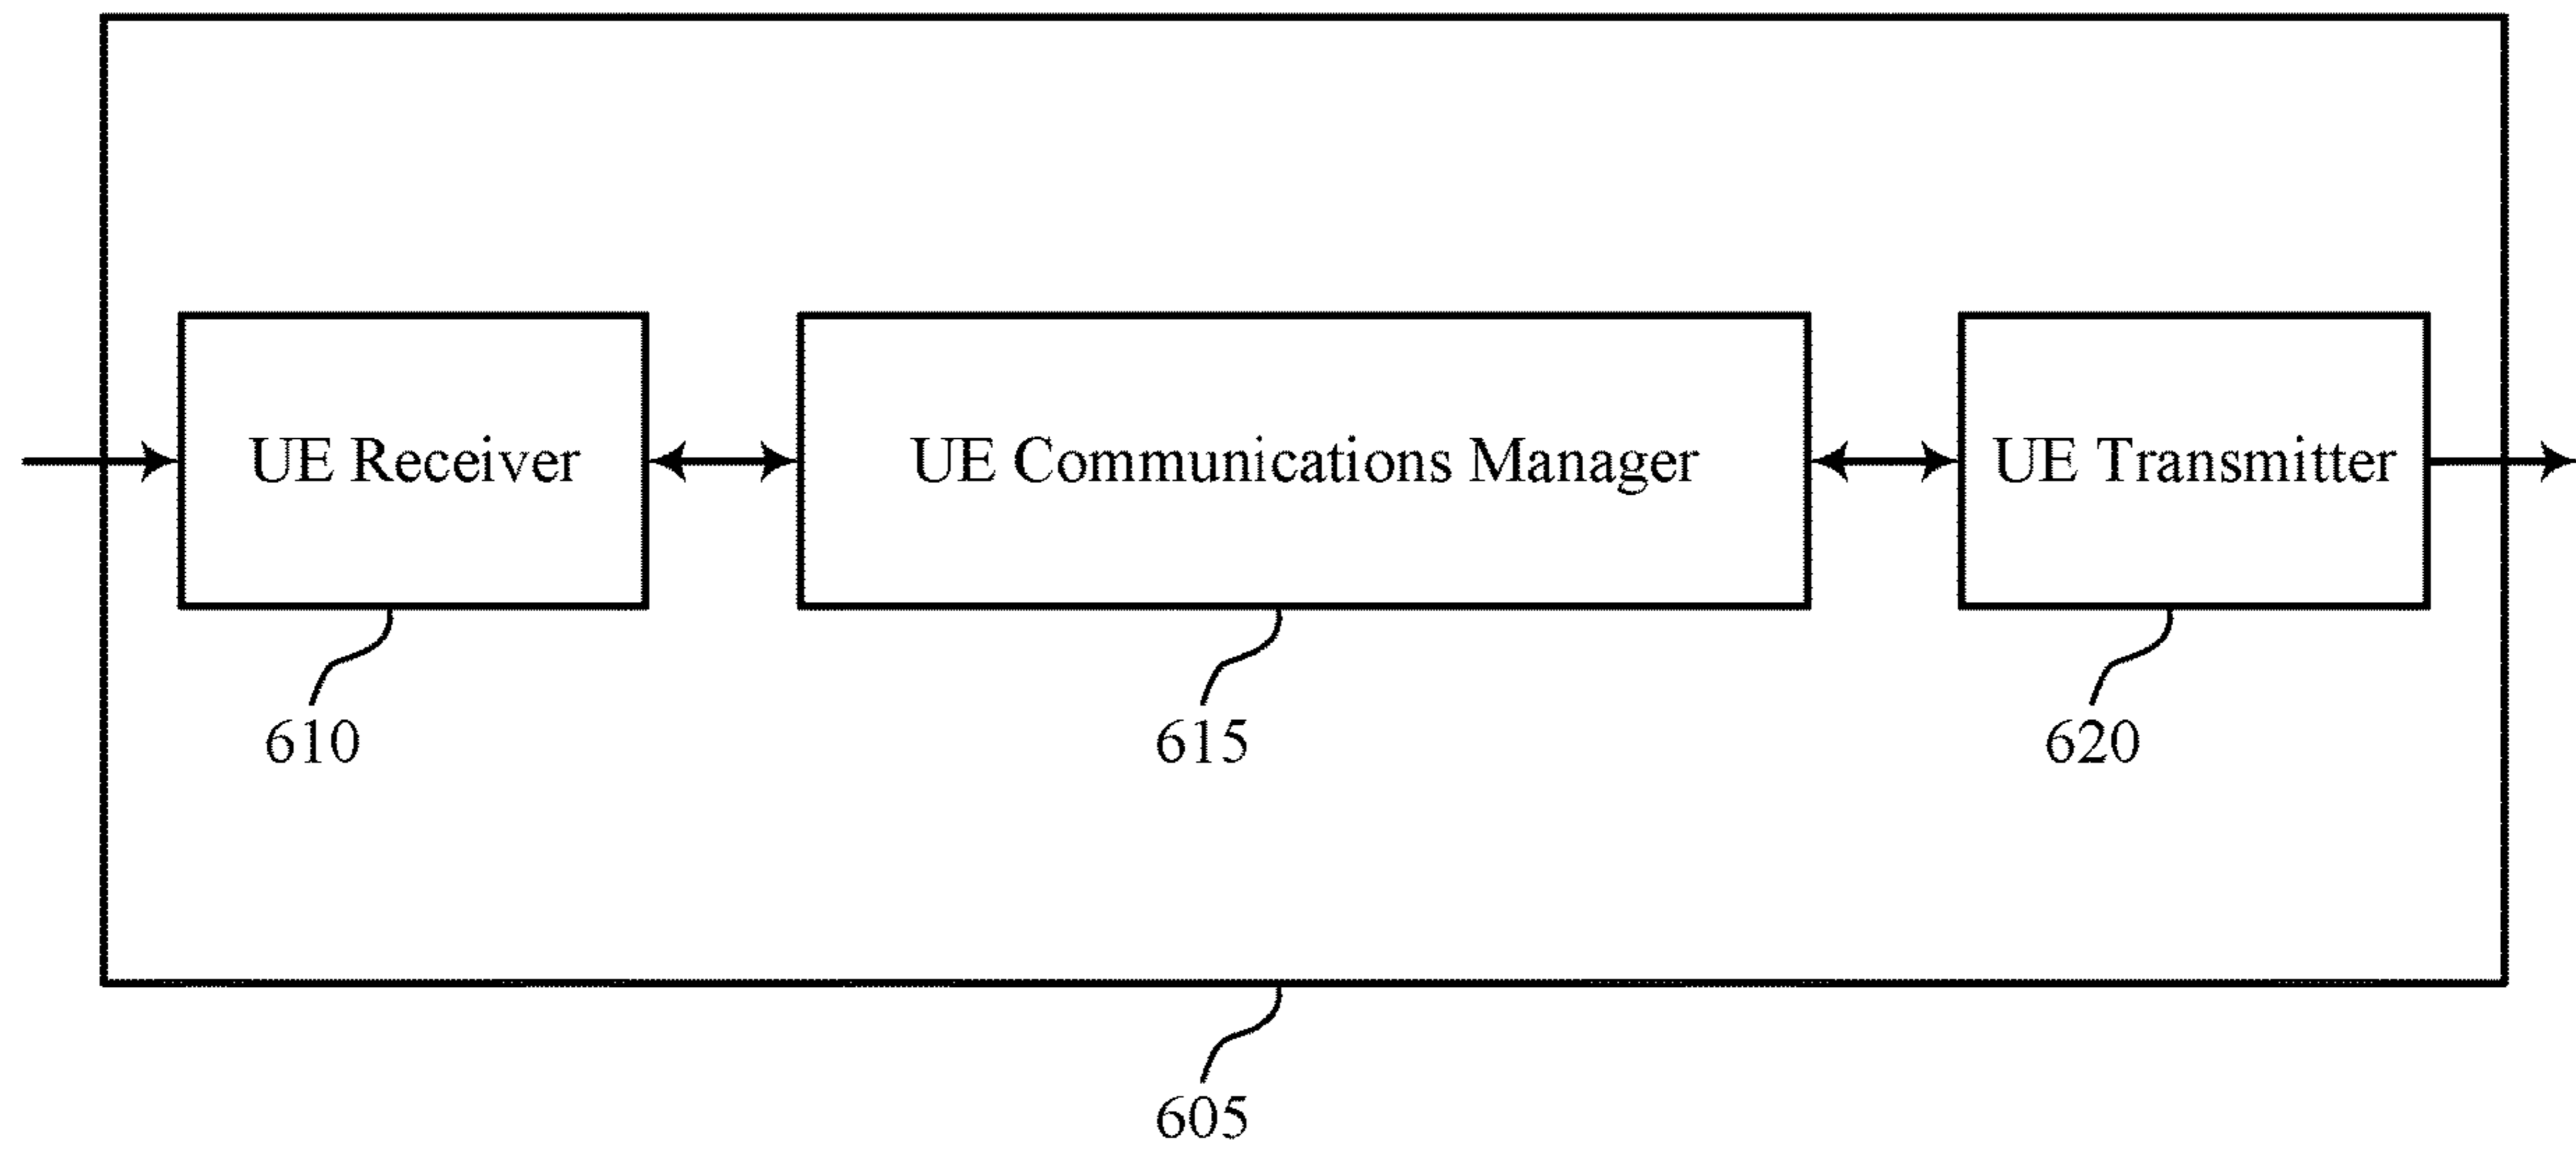 UE Receiver
UE Communications Manager
UE Transmitter
610
615
620
605